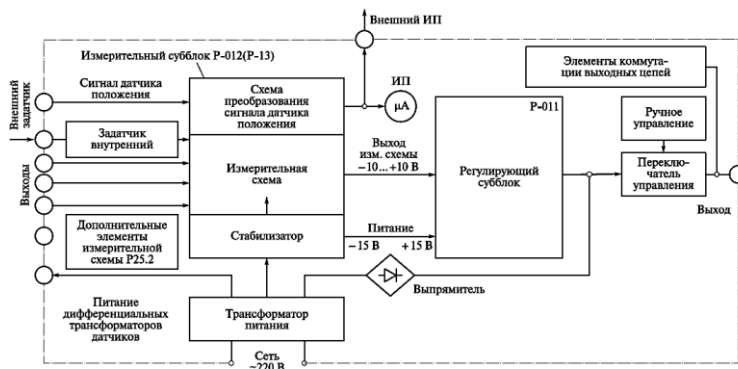 Внешний ИП
Измерительный субблок Р-012(Р-13)
Внешний
задатчик
Сигнал датчика
положения
Схема
преобразования
сигнала датчика
положения
ИП
μA
Элементы коммута-
ции выходных цепей
Р-011
Ручное
управление
Задатчик
внутренний
Выходы
Измерительная
схема
Выход
изм. схемы
−10...+10 В
Регулирующий
субблок
Переключ-
атель
управления
Выход
Дополнительные
элементы
измерительной
схемы Р25.2
Стабилизатор
Питание
−15 В
+15 В
Выпрямитель
Питание
дифференциальных
трансформаторов
датчиков
Трансформатор
питания
Сеть
~220 В